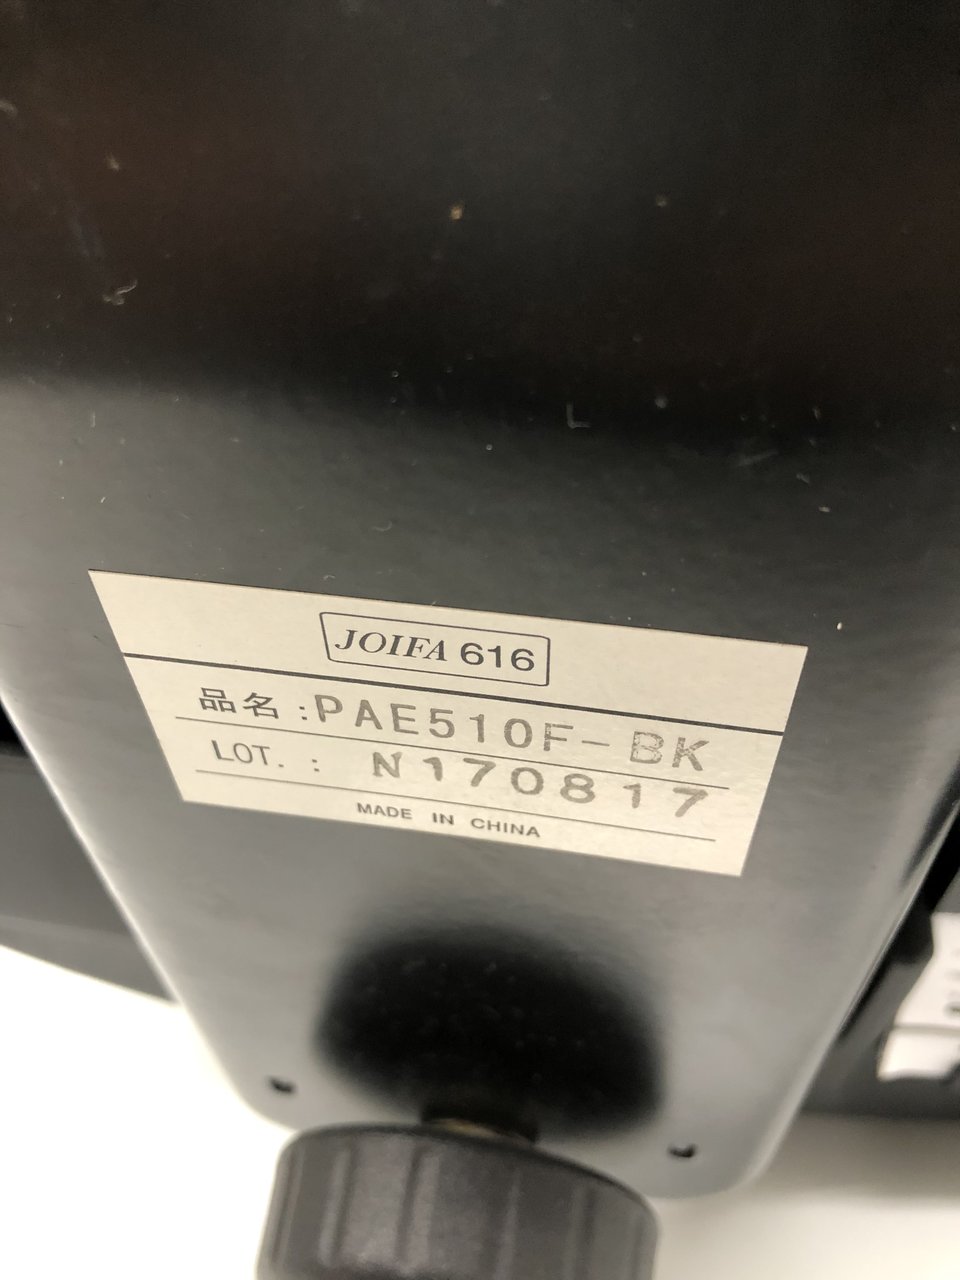 JOIFA 616
品名:PAE510F-BK
LOT.: N170817
MADE IN CHINA